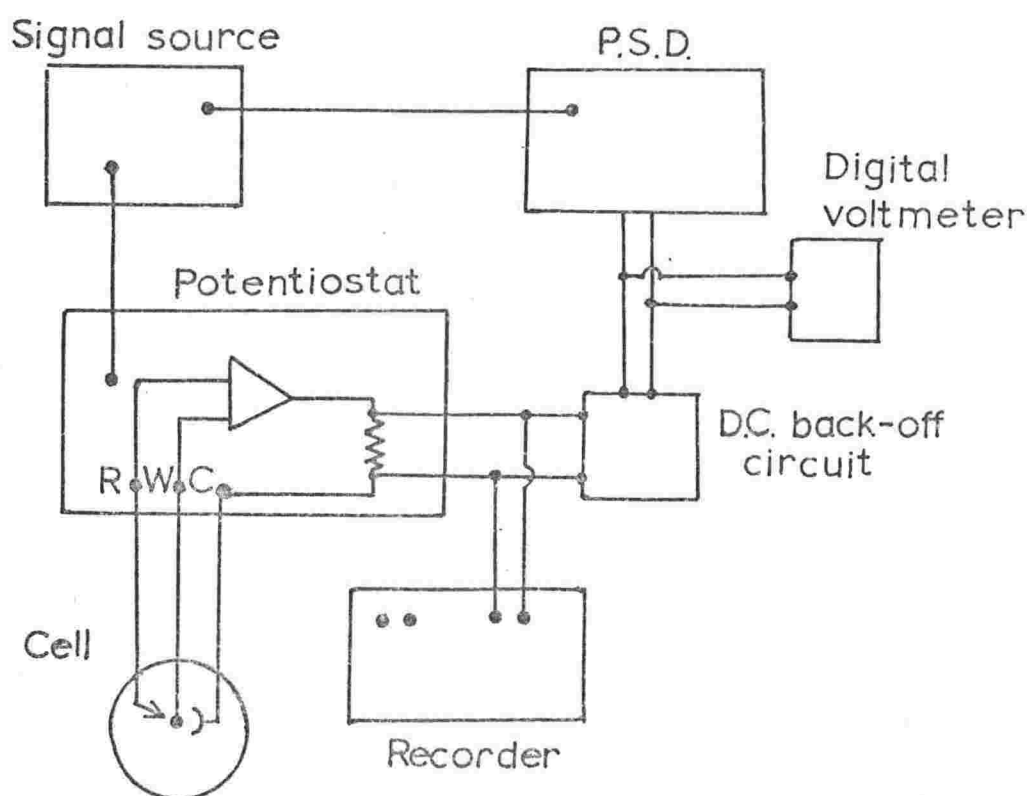 Signal source
P.S.D.
Digital
voltmeter
Potentiostat
D.C. back-off
circuit
R W C
Cell
Recorder